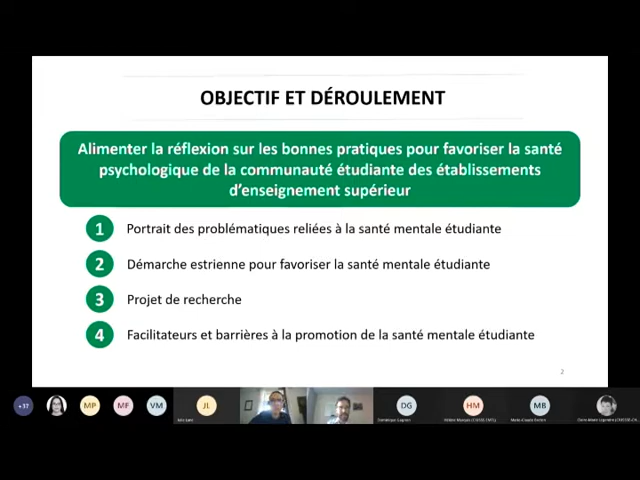 OBJECTIF ET DÉROULEMENT
Alimenter la réflexion sur les bonnes pratiques pour favoriser la santé
psychologique de la communauté étudiante des établissements
d'enseignement supérieur
1 Portrait des problématiques reliées à la santé mentale étudiante
2 Démarche estrienne pour favoriser la santé mentale étudiante
3 Projet de recherche
4 Facilitateurs et barrières à la promotion de la santé mentale étudiante
2
+37 MP MF VM JL DG HM MB